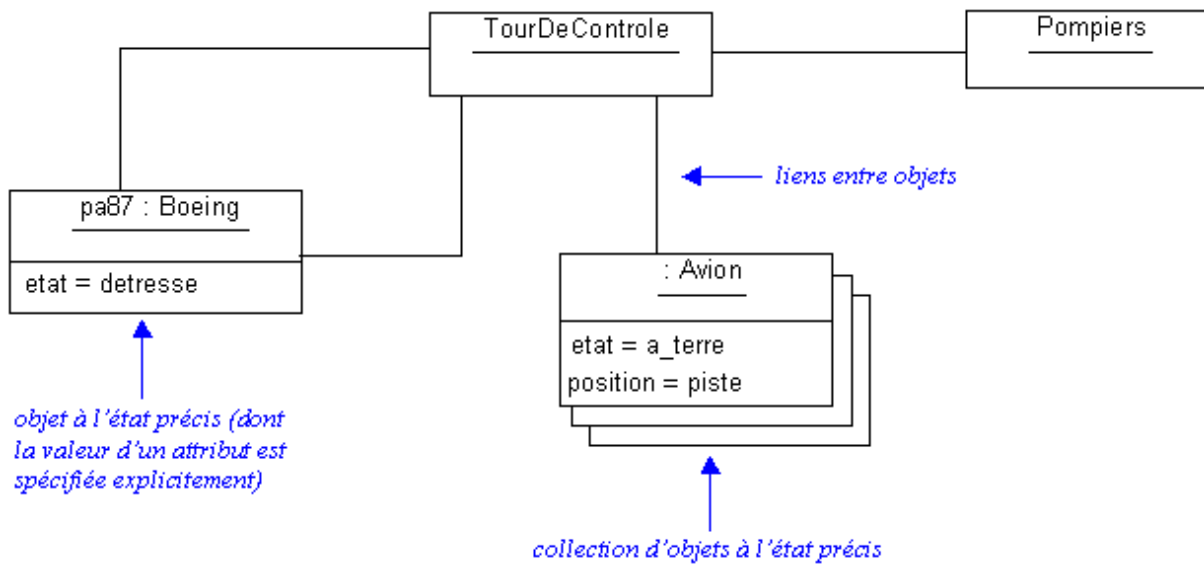 TourDeControle
Pompiers
liens entre objets
pa87 : Boeing
etat = detresse
: Avion
etat = a_terre
position = piste
objet à l'état précis (dont
la valeur d'un attribut est
spécifiée explicitement)
collection d'objets à l'état précis